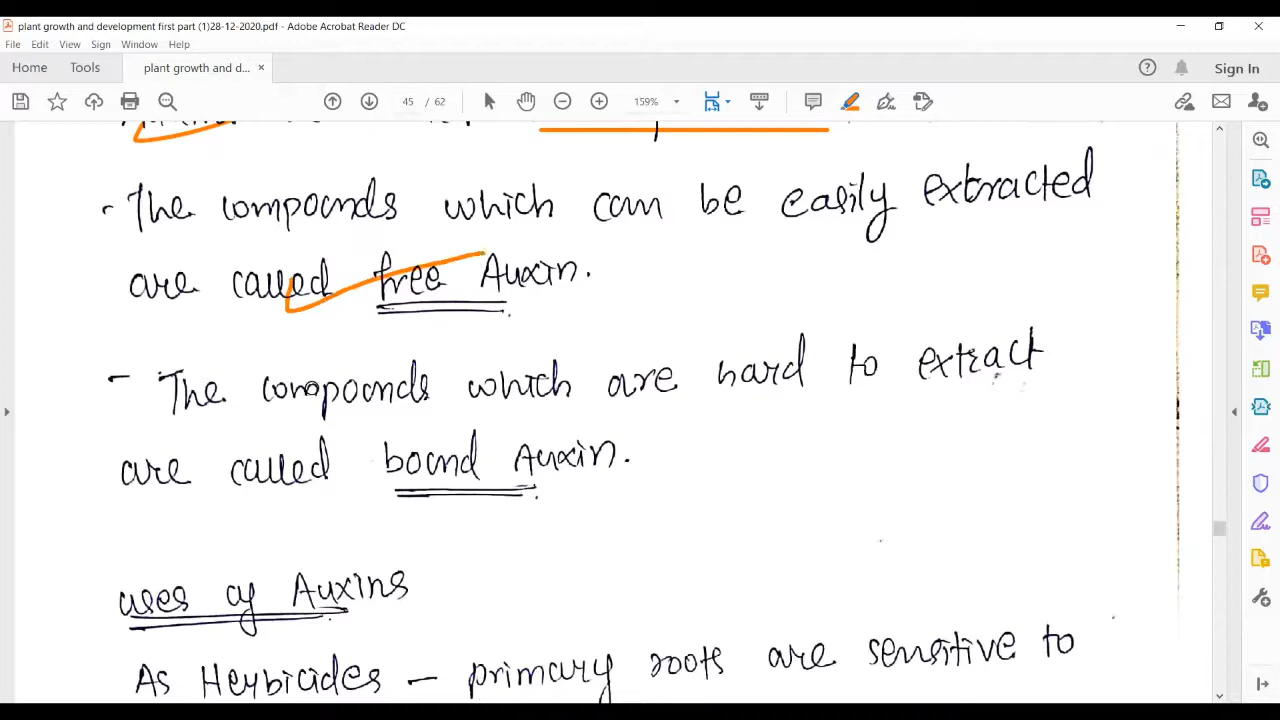 plant growth and development first part (1)28-12-2020.pdf - Adobe Acrobat Reader DC
File Edit View Sign Window Help
Home Tools plant growth and d... × Sign In
45 / 62 159%
The compounds which can be easily extracted
are called free Auxin.
- The compounds which are hard to extract
are called bound Auxin.
uses of Auxins
As Herbicides – primary roots are sensitive to